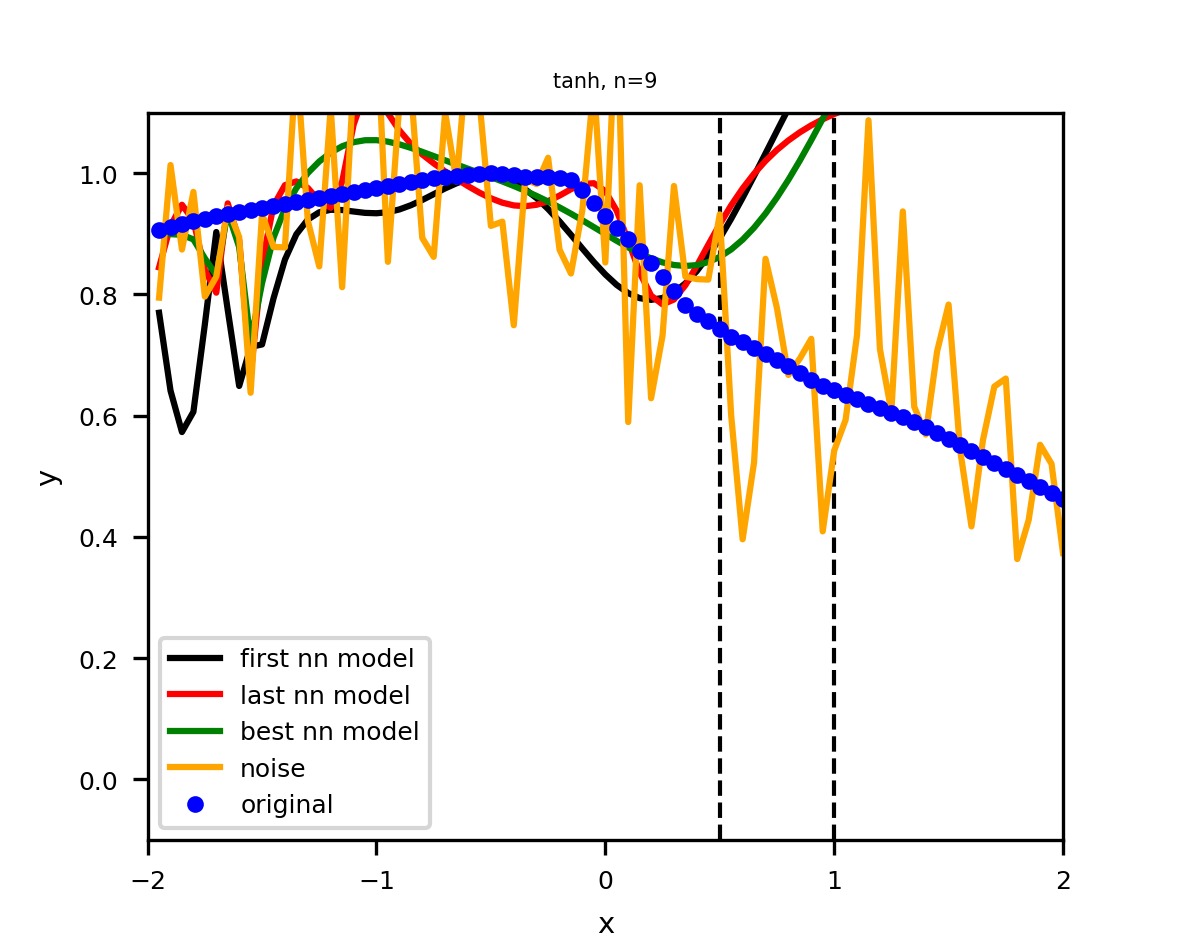 tanh, n=9
1.0
0.8
0.6
0.4
0.2
0.0
y
first nn model
last nn model
best nn model
noise
original
−2
−1
0
1
2
x